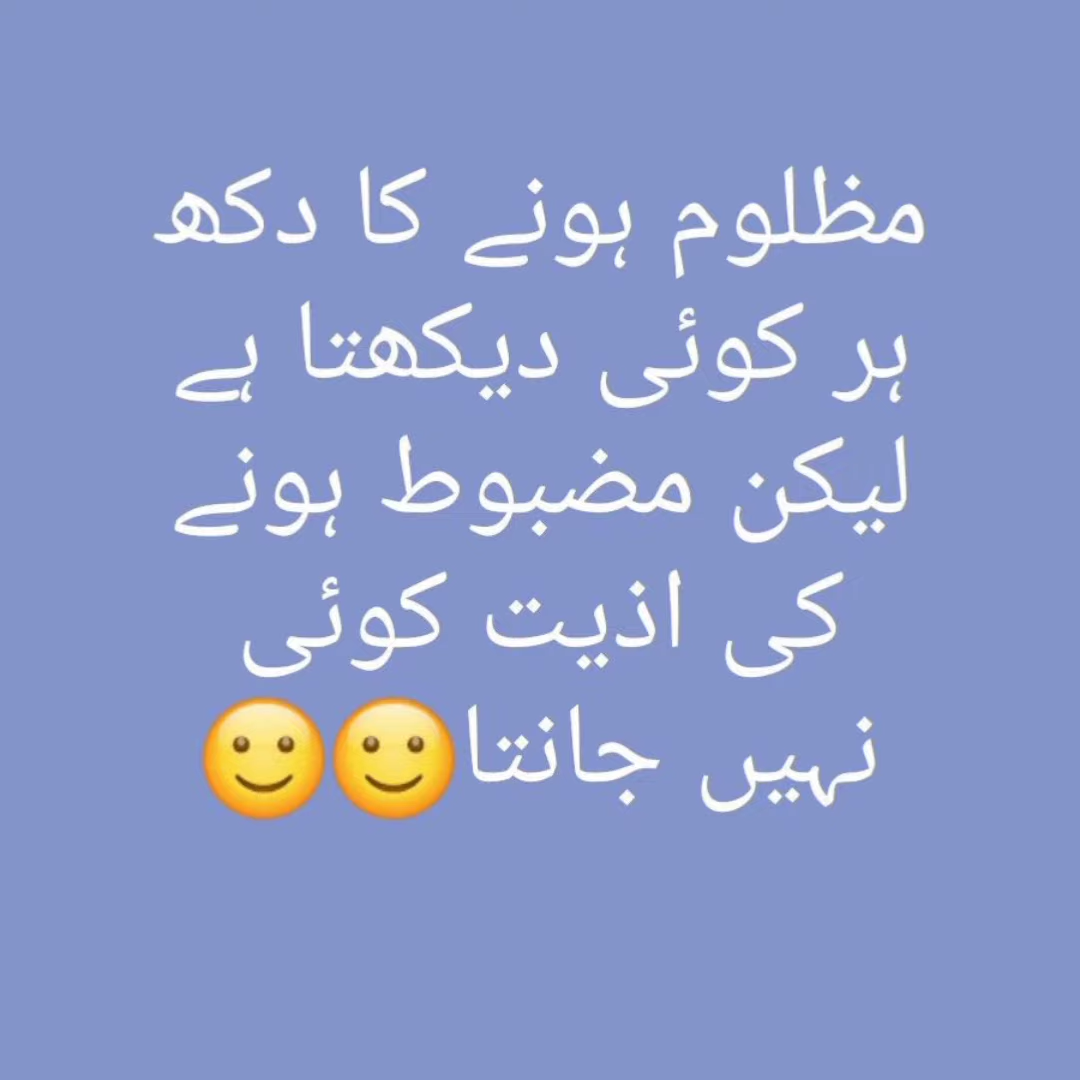 مظلوم ہونے کا دکھ
ہر کوئی دیکھتا ہے
لیکن مضبوط ہونے
کی اذیت کوئی
نہیں جانتا🙂🙂